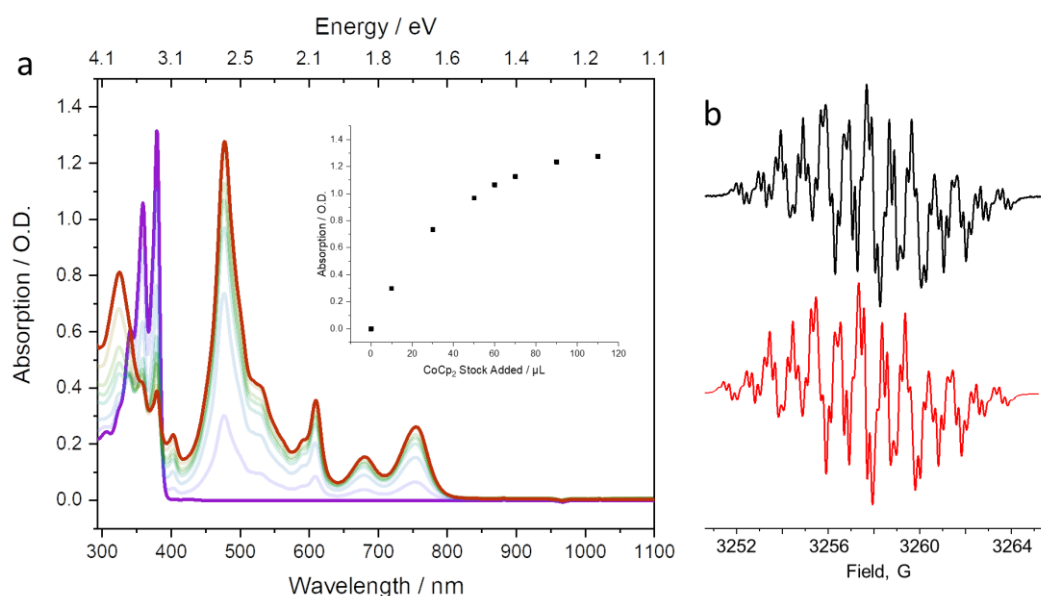 Energy / eV
4.1 3.1 2.5 2.1 1.8 1.6 1.4 1.2 1.1
a
Absorption / O.D.
1.4
1.2
1.0
0.8
0.6
0.4
0.2
0.0
300 400 500 600 700 800 900 1000 1100
Wavelength / nm
Absorption / O.D.
1.4
1.2
1.0
0.8
0.6
0.4
0.2
0.0
0 20 40 60 80 100 120
CoCp₂ Stock Added / µL
b
3252 3256 3260 3264
Field, G